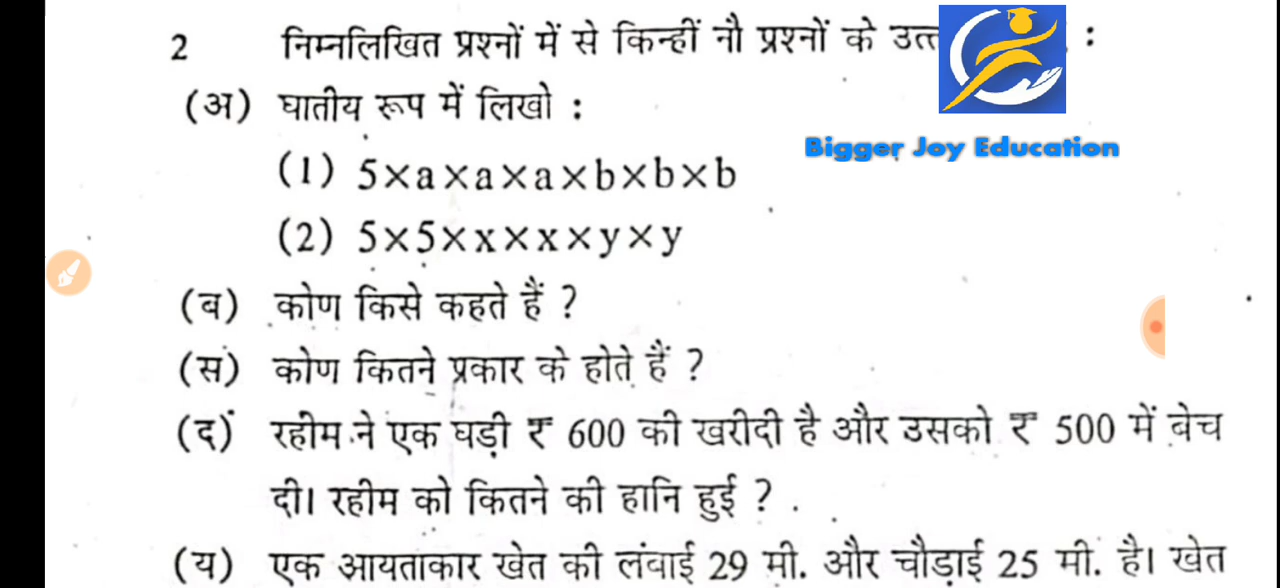 2 निम्नलिखित प्रश्नों में से किन्हीं नौ प्रश्नों के :
(अ) घातीय रूप में लिखो :
Bigger Joy Education
(1) 5×a×a×a×b×b×b
(2) 5×5×x×x×y×y
(ब) कोण किसे कहते हैं ?
(स) कोण कितने प्रकार के होते हैं ?
(द) रहीम ने एक घड़ी ₹ 600 की खरीदी है और उसको ₹ 500 में बेच
दी। रहीम को कितने की हानि हुई ?
(य) एक आयताकार खेत की लंबाई 29 मी. और चौड़ाई 25 मी. है। खेत